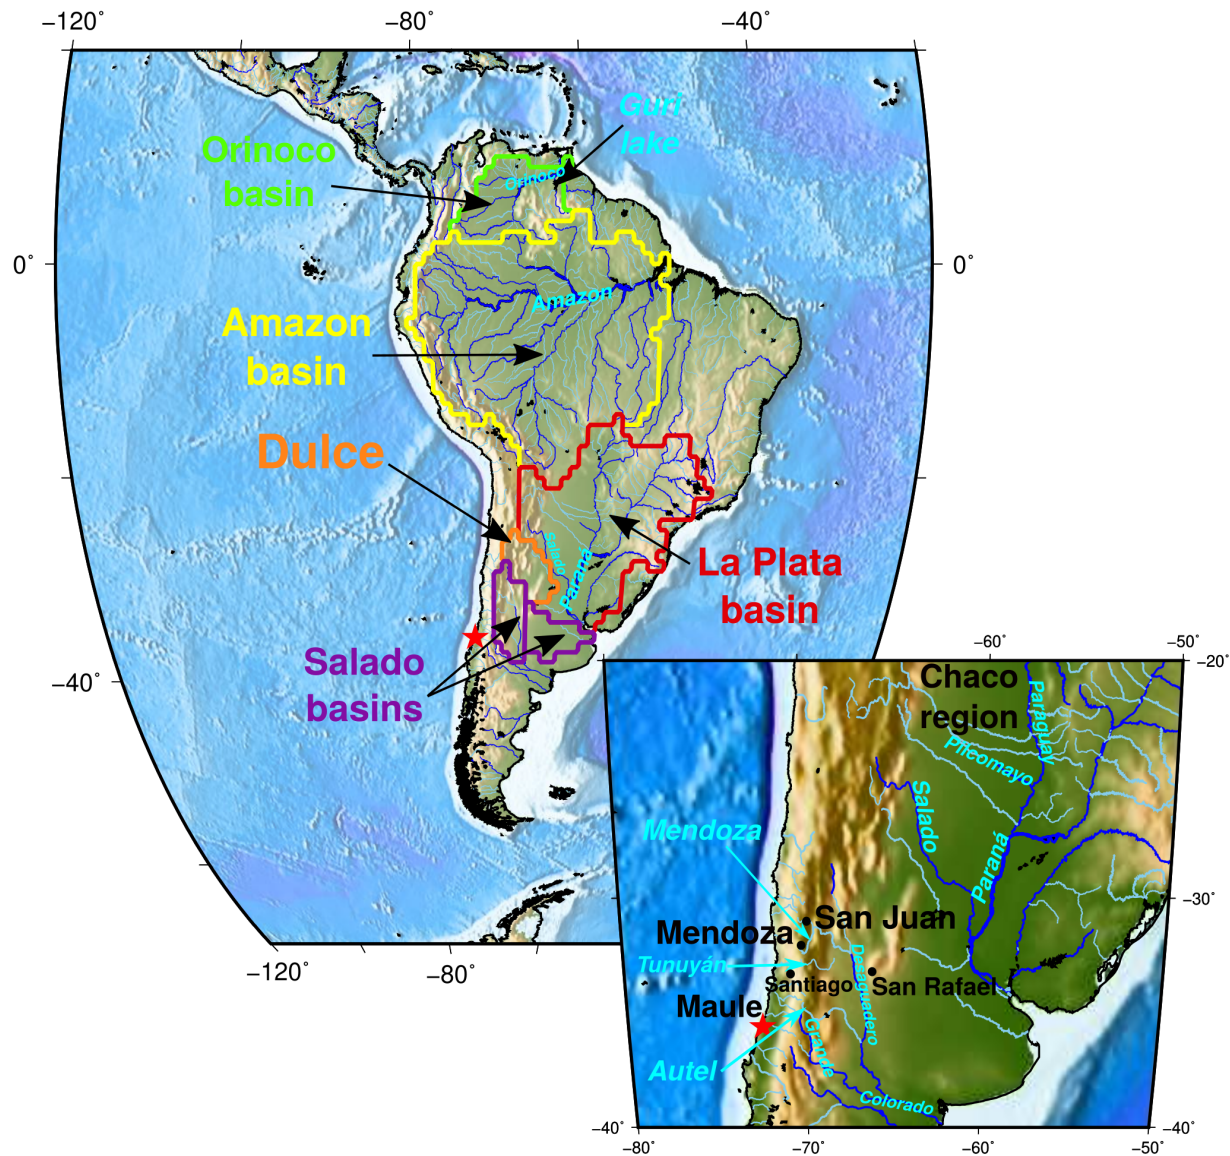 −120˚
−80˚
−40˚
Guri
lake
Orinoco
basin
Orinoco
0˚
0˚
Amazon
Amazon
basin
Dulce
Salado
Paraná
La Plata
basin
Salado
basins
−40˚
−120˚
−80˚
−60˚
−50˚
−20˚
Chaco
region
Paraguay
Pilcomayo
Salado
Mendoza
Paraná
−30˚
San Juan
Mendoza
Tunuyán
Desaguadero
Santiago
San Rafael
Maule
Grande
Autel
Colorado
−40˚
−40˚
−80˚
−70˚
−60˚
−50˚